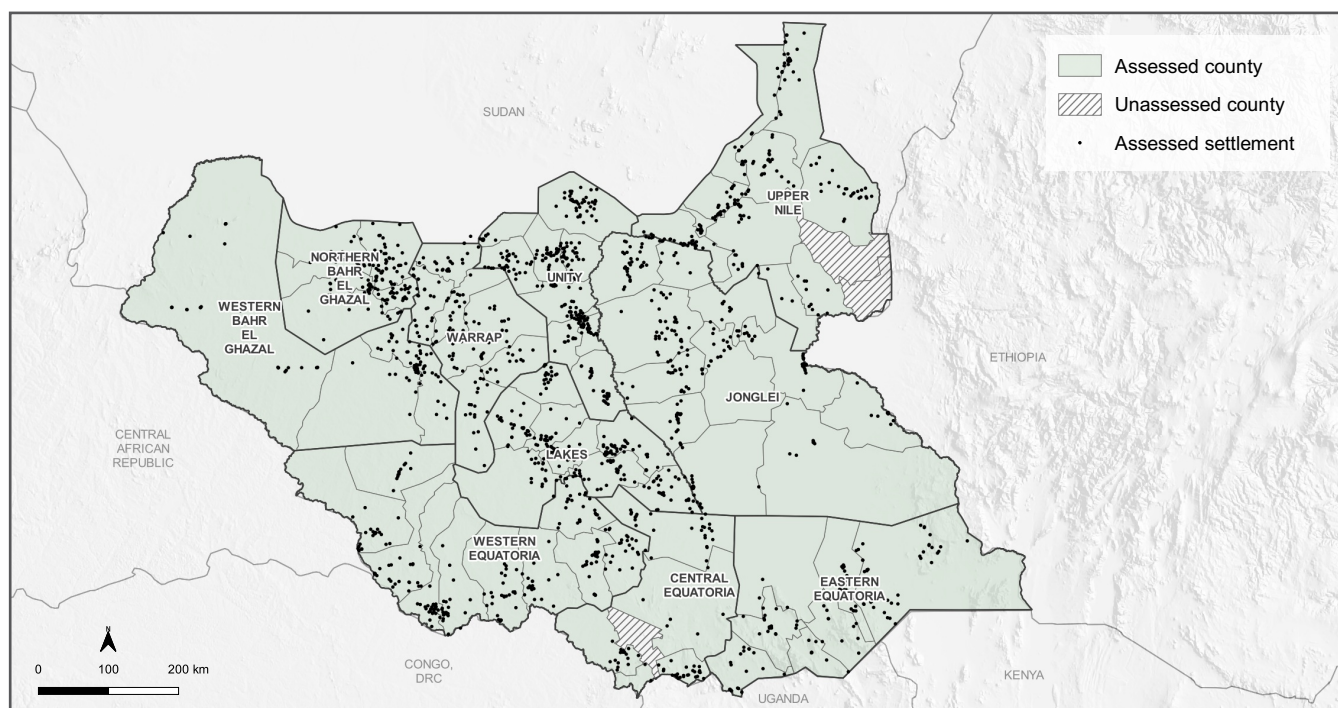 Assessed county
Unassessed county
Assessed settlement
SUDAN
UPPER
NILE
NORTHERN
BAHR
EL
GHAZAL
UNITY
WESTERN
BAHR
EL
GHAZAL
WARRAP
ETHIOPIA
JONGLEI
CENTRAL
AFRICAN
REPUBLIC
LAKES
WESTERN
EQUATORIA
CENTRAL
EQUATORIA
EASTERN
EQUATORIA
N
0 100 200 km
CONGO,
DRC
UGANDA
KENYA